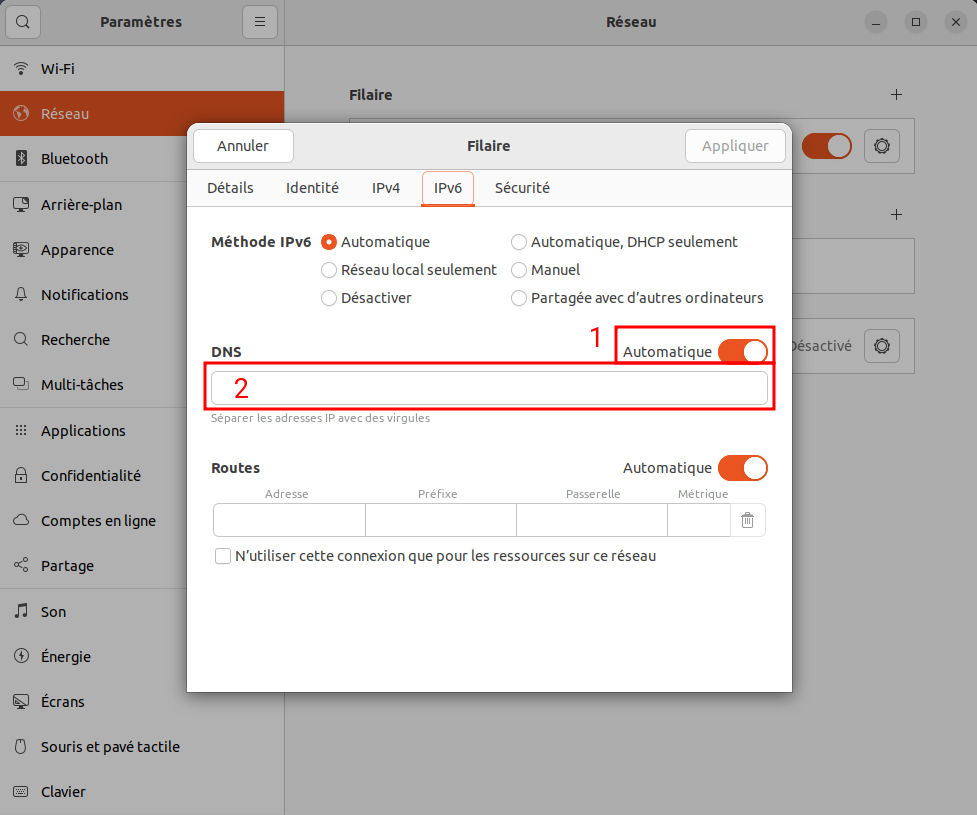 Paramètres
Réseau
Wi-Fi
Réseau
Bluetooth
Arrière-plan
Apparence
Notifications
Recherche
Multi-tâches
Applications
Confidentialité
Comptes en ligne
Partage
Son
Énergie
Écrans
Souris et pavé tactile
Clavier
Filaire
Désactivé
Annuler
Filaire
Appliquer
Détails Identité IPv4 IPv6 Sécurité
Méthode IPv6 Automatique Automatique, DHCP seulement
Réseau local seulement Manuel
Désactiver Partagée avec d’autres ordinateurs
1
DNS Automatique
2
Séparer les adresses IP avec des virgules
Routes Automatique
Adresse Préfixe Passerelle Métrique
N’utiliser cette connexion que pour les ressources sur ce réseau